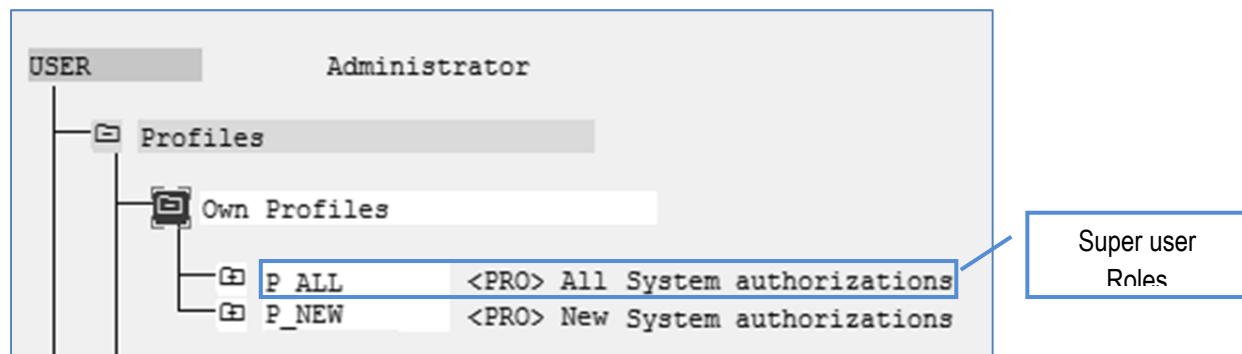 USER Administrator
Profiles
Own Profiles
P_ALL <PRO> All System authorizations
P_NEW <PRO> New System authorizations
Super user
Roles